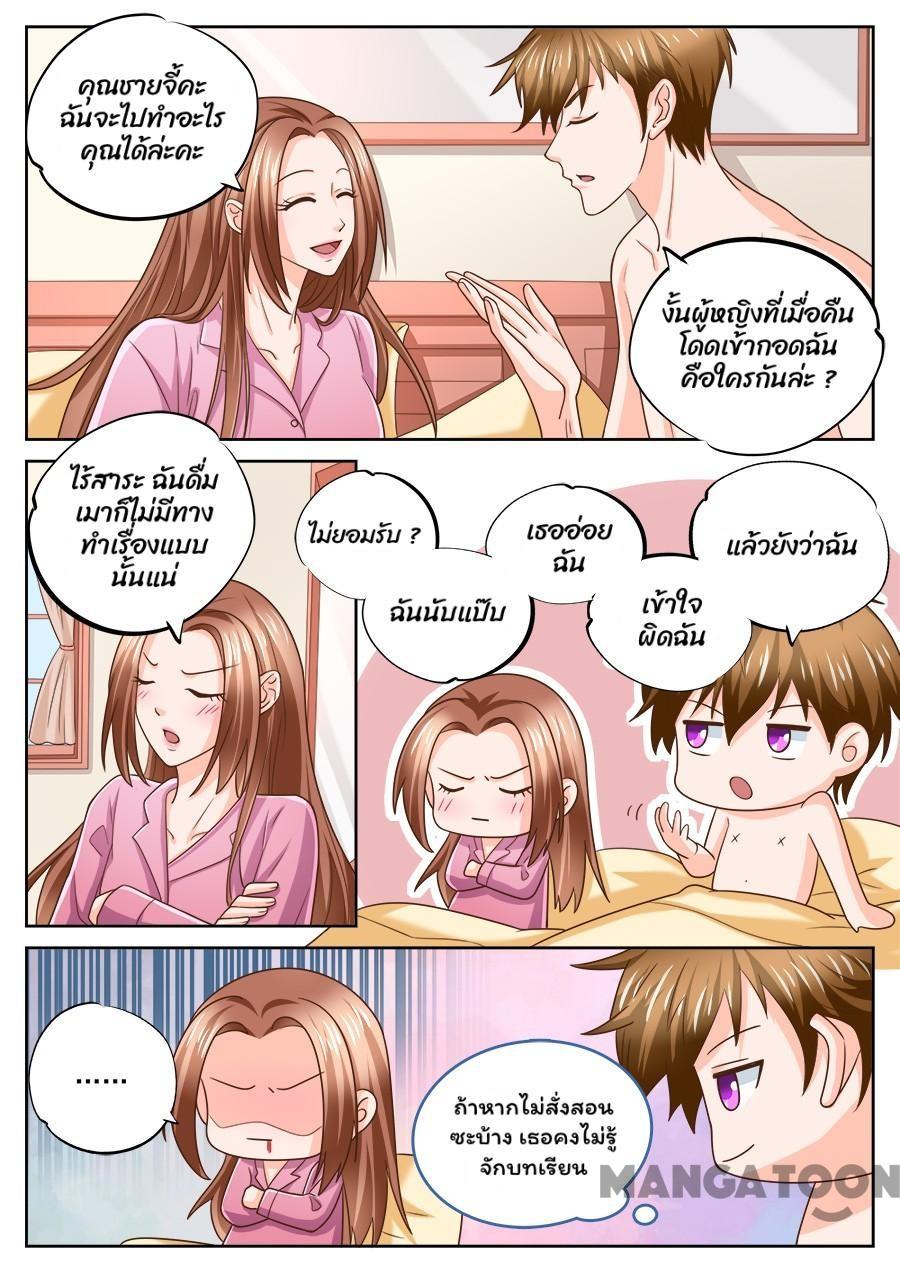 คุณชายจี้คะ
ฉันจะไปทำอะไร
คุณได้ล่ะคะ
งั้นผู้หญิงที่เมื่อคืน
โดดเข้ากอดฉัน
คือใครกันล่ะ ?
ไร้สาระ ฉันดื่ม
เมาก็ไม่มีทาง
ทำเรื่องแบบ
นั้นแน่
ไม่ยอมรับ ?
ฉันนับแป๊บ
เธออ่อย
ฉัน
เข้าใจ
ผิดฉัน
แล้วยังว่าฉัน
......
ถ้าหากไม่สั่งสอน
ซะบ้าง เธอคงไม่รู้
จักบทเรียน
MANGATOON